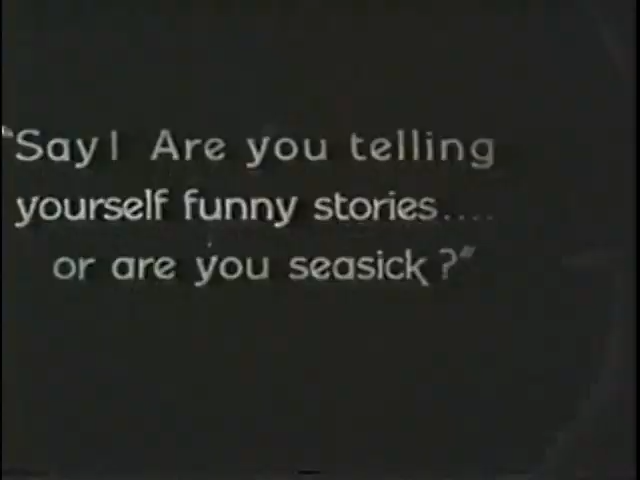 "Say! Are you telling
yourself funny stories....
or are you seasick?"